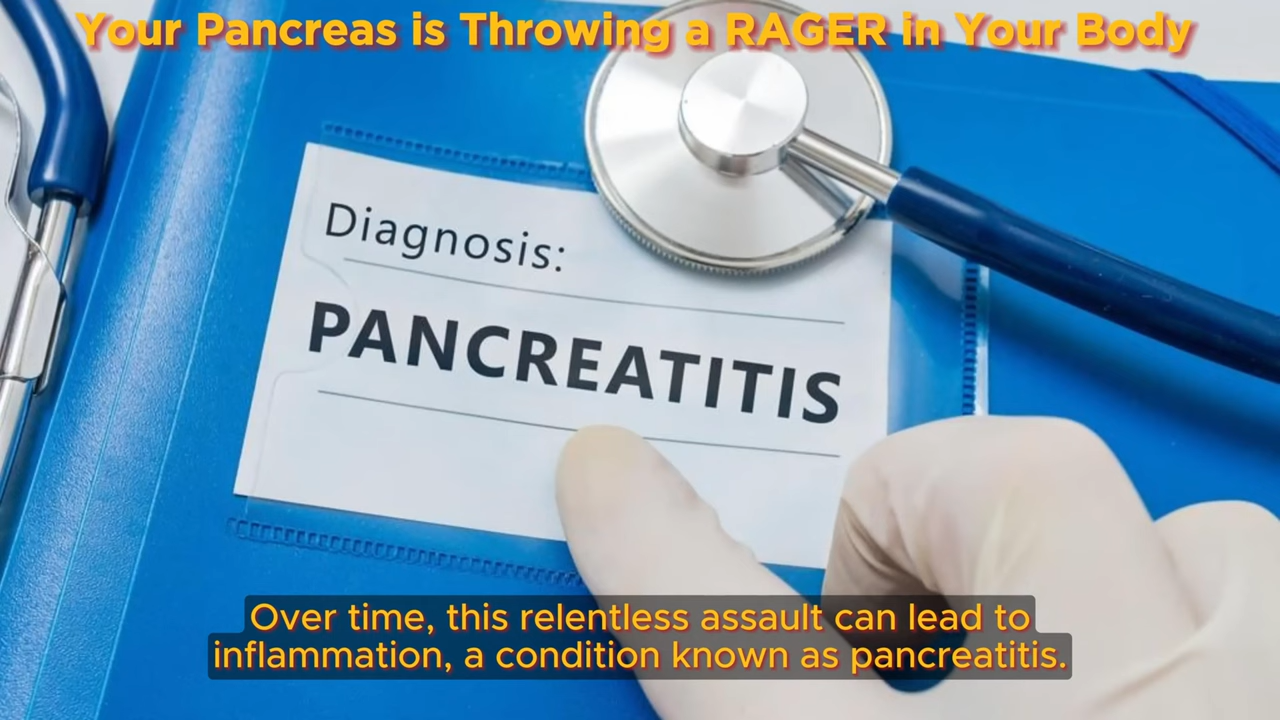 Your Pancreas is Throwing a RAGER in Your Body
Diagnosis:
PANCREATITIS
Over time, this relentless assault can lead to
inflammation, a condition known as pancreatitis.